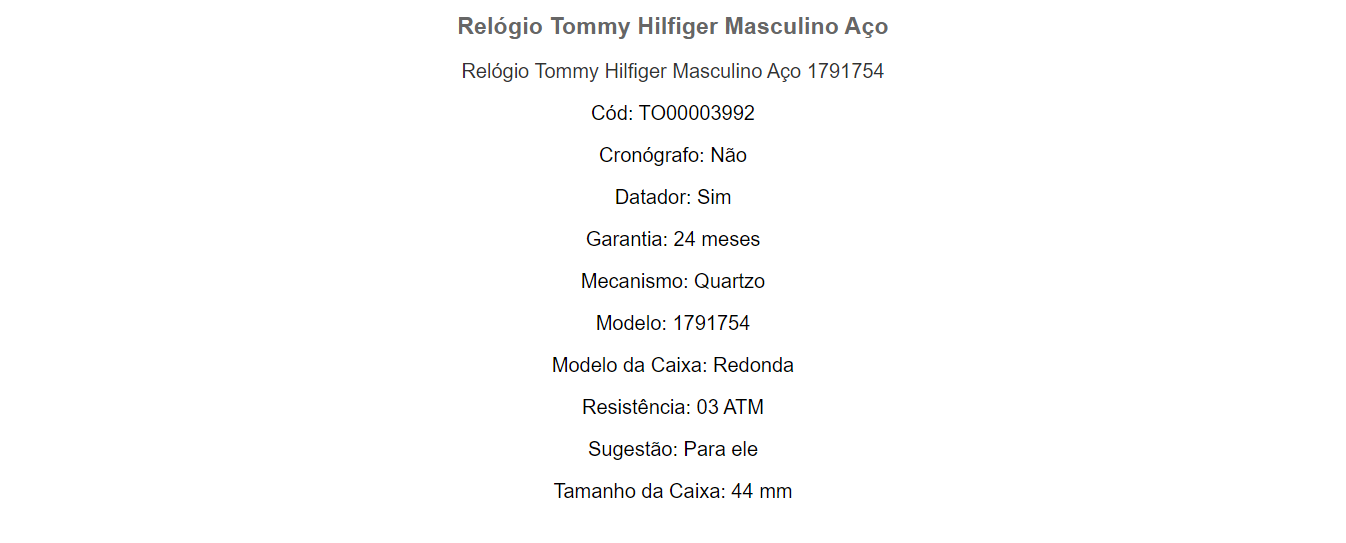 Relógio Tommy Hilfiger Masculino Aço
Relógio Tommy Hilfiger Masculino Aço 1791754
Cód: TO00003992
Cronógrafo: Não
Datador: Sim
Garantia: 24 meses
Mecanismo: Quartzo
Modelo: 1791754
Modelo da Caixa: Redonda
Resistência: 03 ATM
Sugestão: Para ele
Tamanho da Caixa: 44 mm